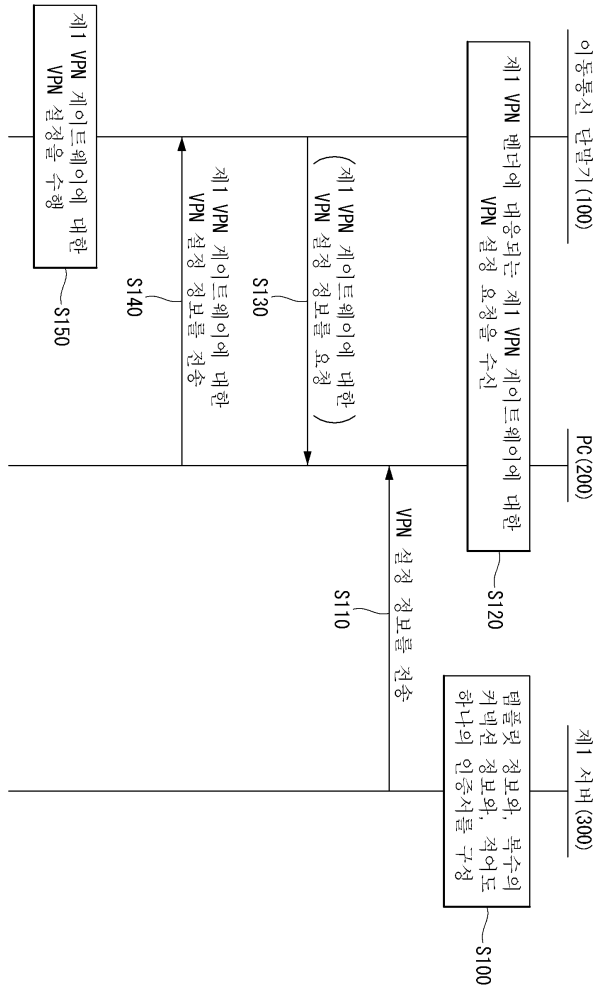 이동통신 단말기(100)
PC(200)
제1 서버(300)
템플릿 정보와, 복수의
커넥션 정보와, 적어도
하나의 인증서를 구성
S100
제1 VPN 벤더에 대응되는 제1 VPN 게이트웨이에 대한
VPN 설정 요청을 수신
S120
VPN 설정 정보를 전송
S110
(제1 VPN 게이트웨이에 대한
VPN 설정 정보를 요청)
S130
제1 VPN 게이트웨이에 대한
VPN 설정 정보를 전송
S140
제1 VPN 게이트웨이에 대한
VPN 설정을 수행
S150